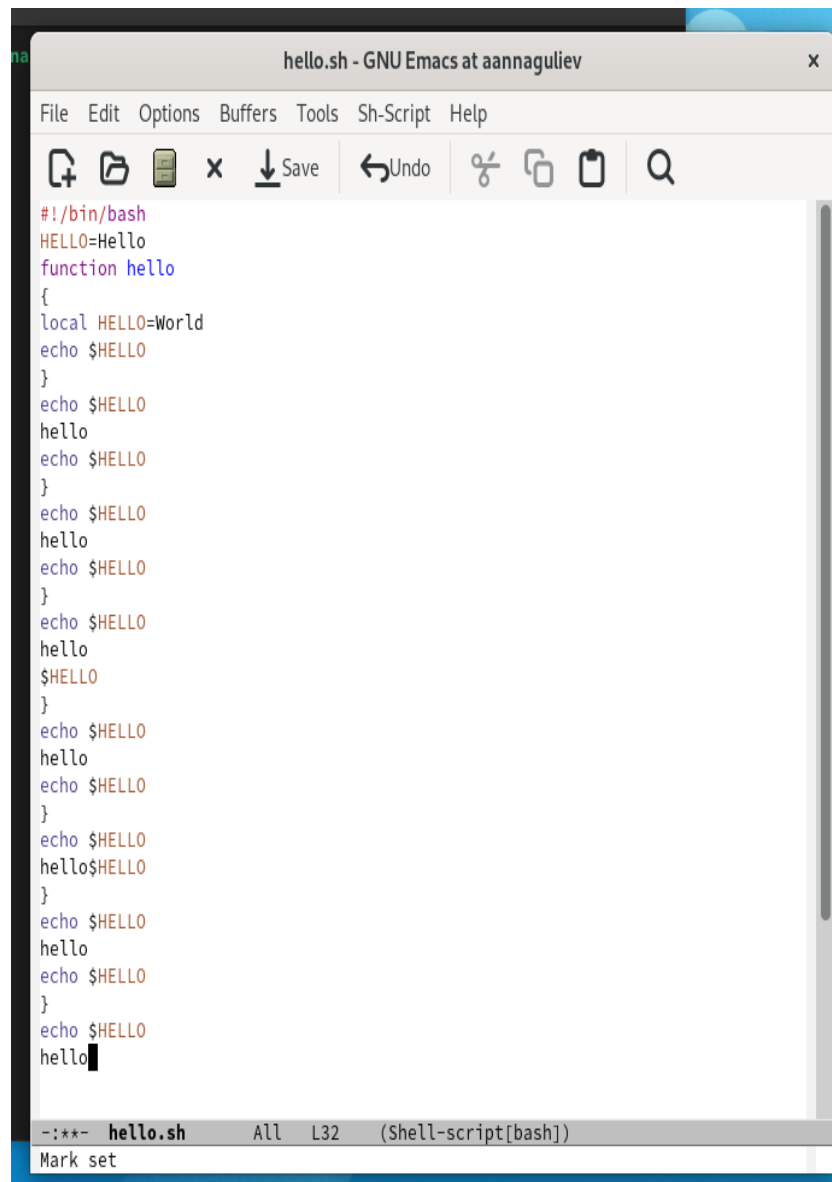 na
hello.sh - GNU Emacs at aannaguliev x
File Edit Options Buffers Tools Sh-Script Help
Save Undo
#!/bin/bash
HELLO=Hello
function hello
{
local HELLO=World
echo $HELLO
}
echo $HELLO
hello
echo $HELLO
}
echo $HELLO
hello
echo $HELLO
}
echo $HELLO
hello
$HELLO
}
echo $HELLO
hello
echo $HELLO
}
echo $HELLO
hello$HELLO
}
echo $HELLO
hello
echo $HELLO
}
echo $HELLO
hello
-:**- hello.sh All L32 (Shell-script[bash])
Mark set